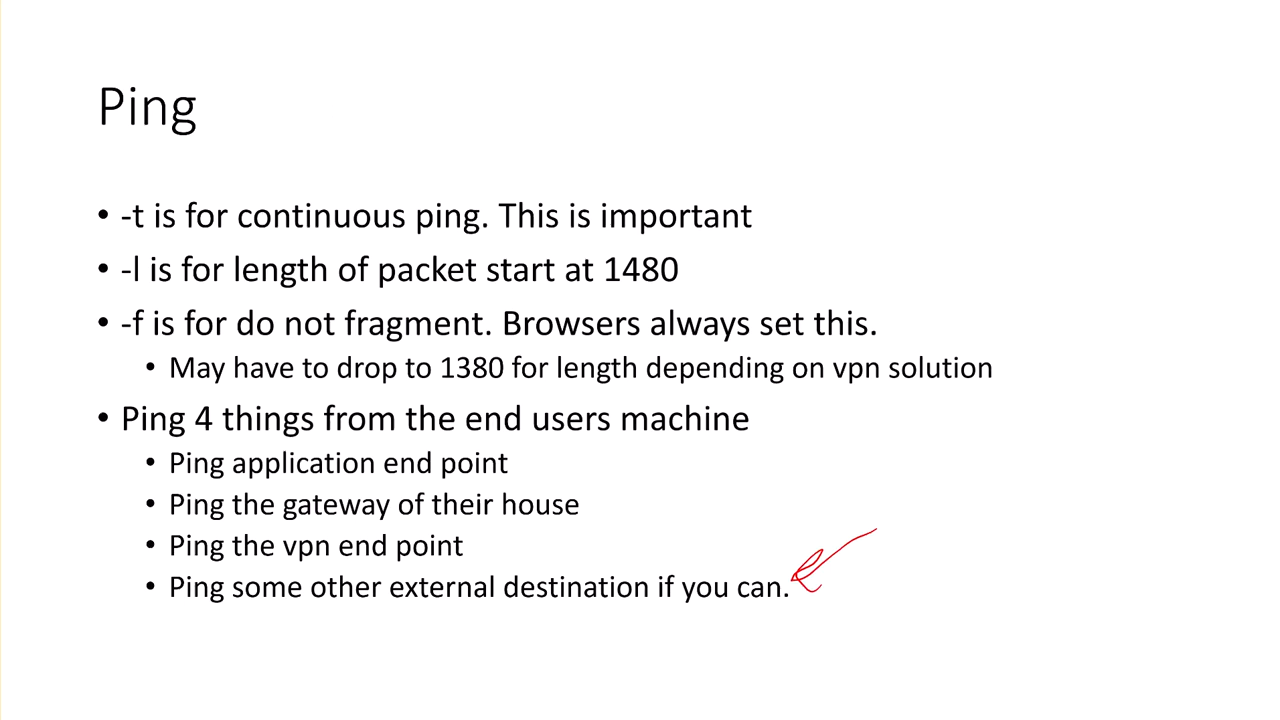 Ping
• -t is for continuous ping. This is important
• -l is for length of packet start at 1480
• -f is for do not fragment. Browsers always set this.
• May have to drop to 1380 for length depending on vpn solution
• Ping 4 things from the end users machine
• Ping application end point
• Ping the gateway of their house
• Ping the vpn end point
• Ping some other external destination if you can.